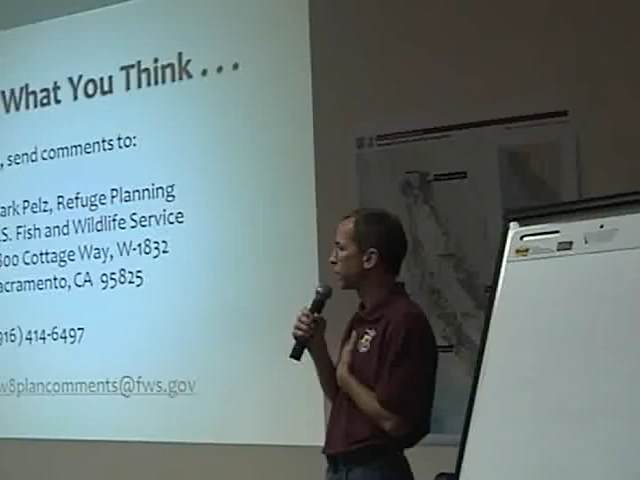 What You Think . . .
, send comments to:
ark Pelz, Refuge Planning
.S. Fish and Wildlife Service
800 Cottage Way, W-1832
acramento, CA 95825
916) 414-6497
w8plancomments@fws.gov